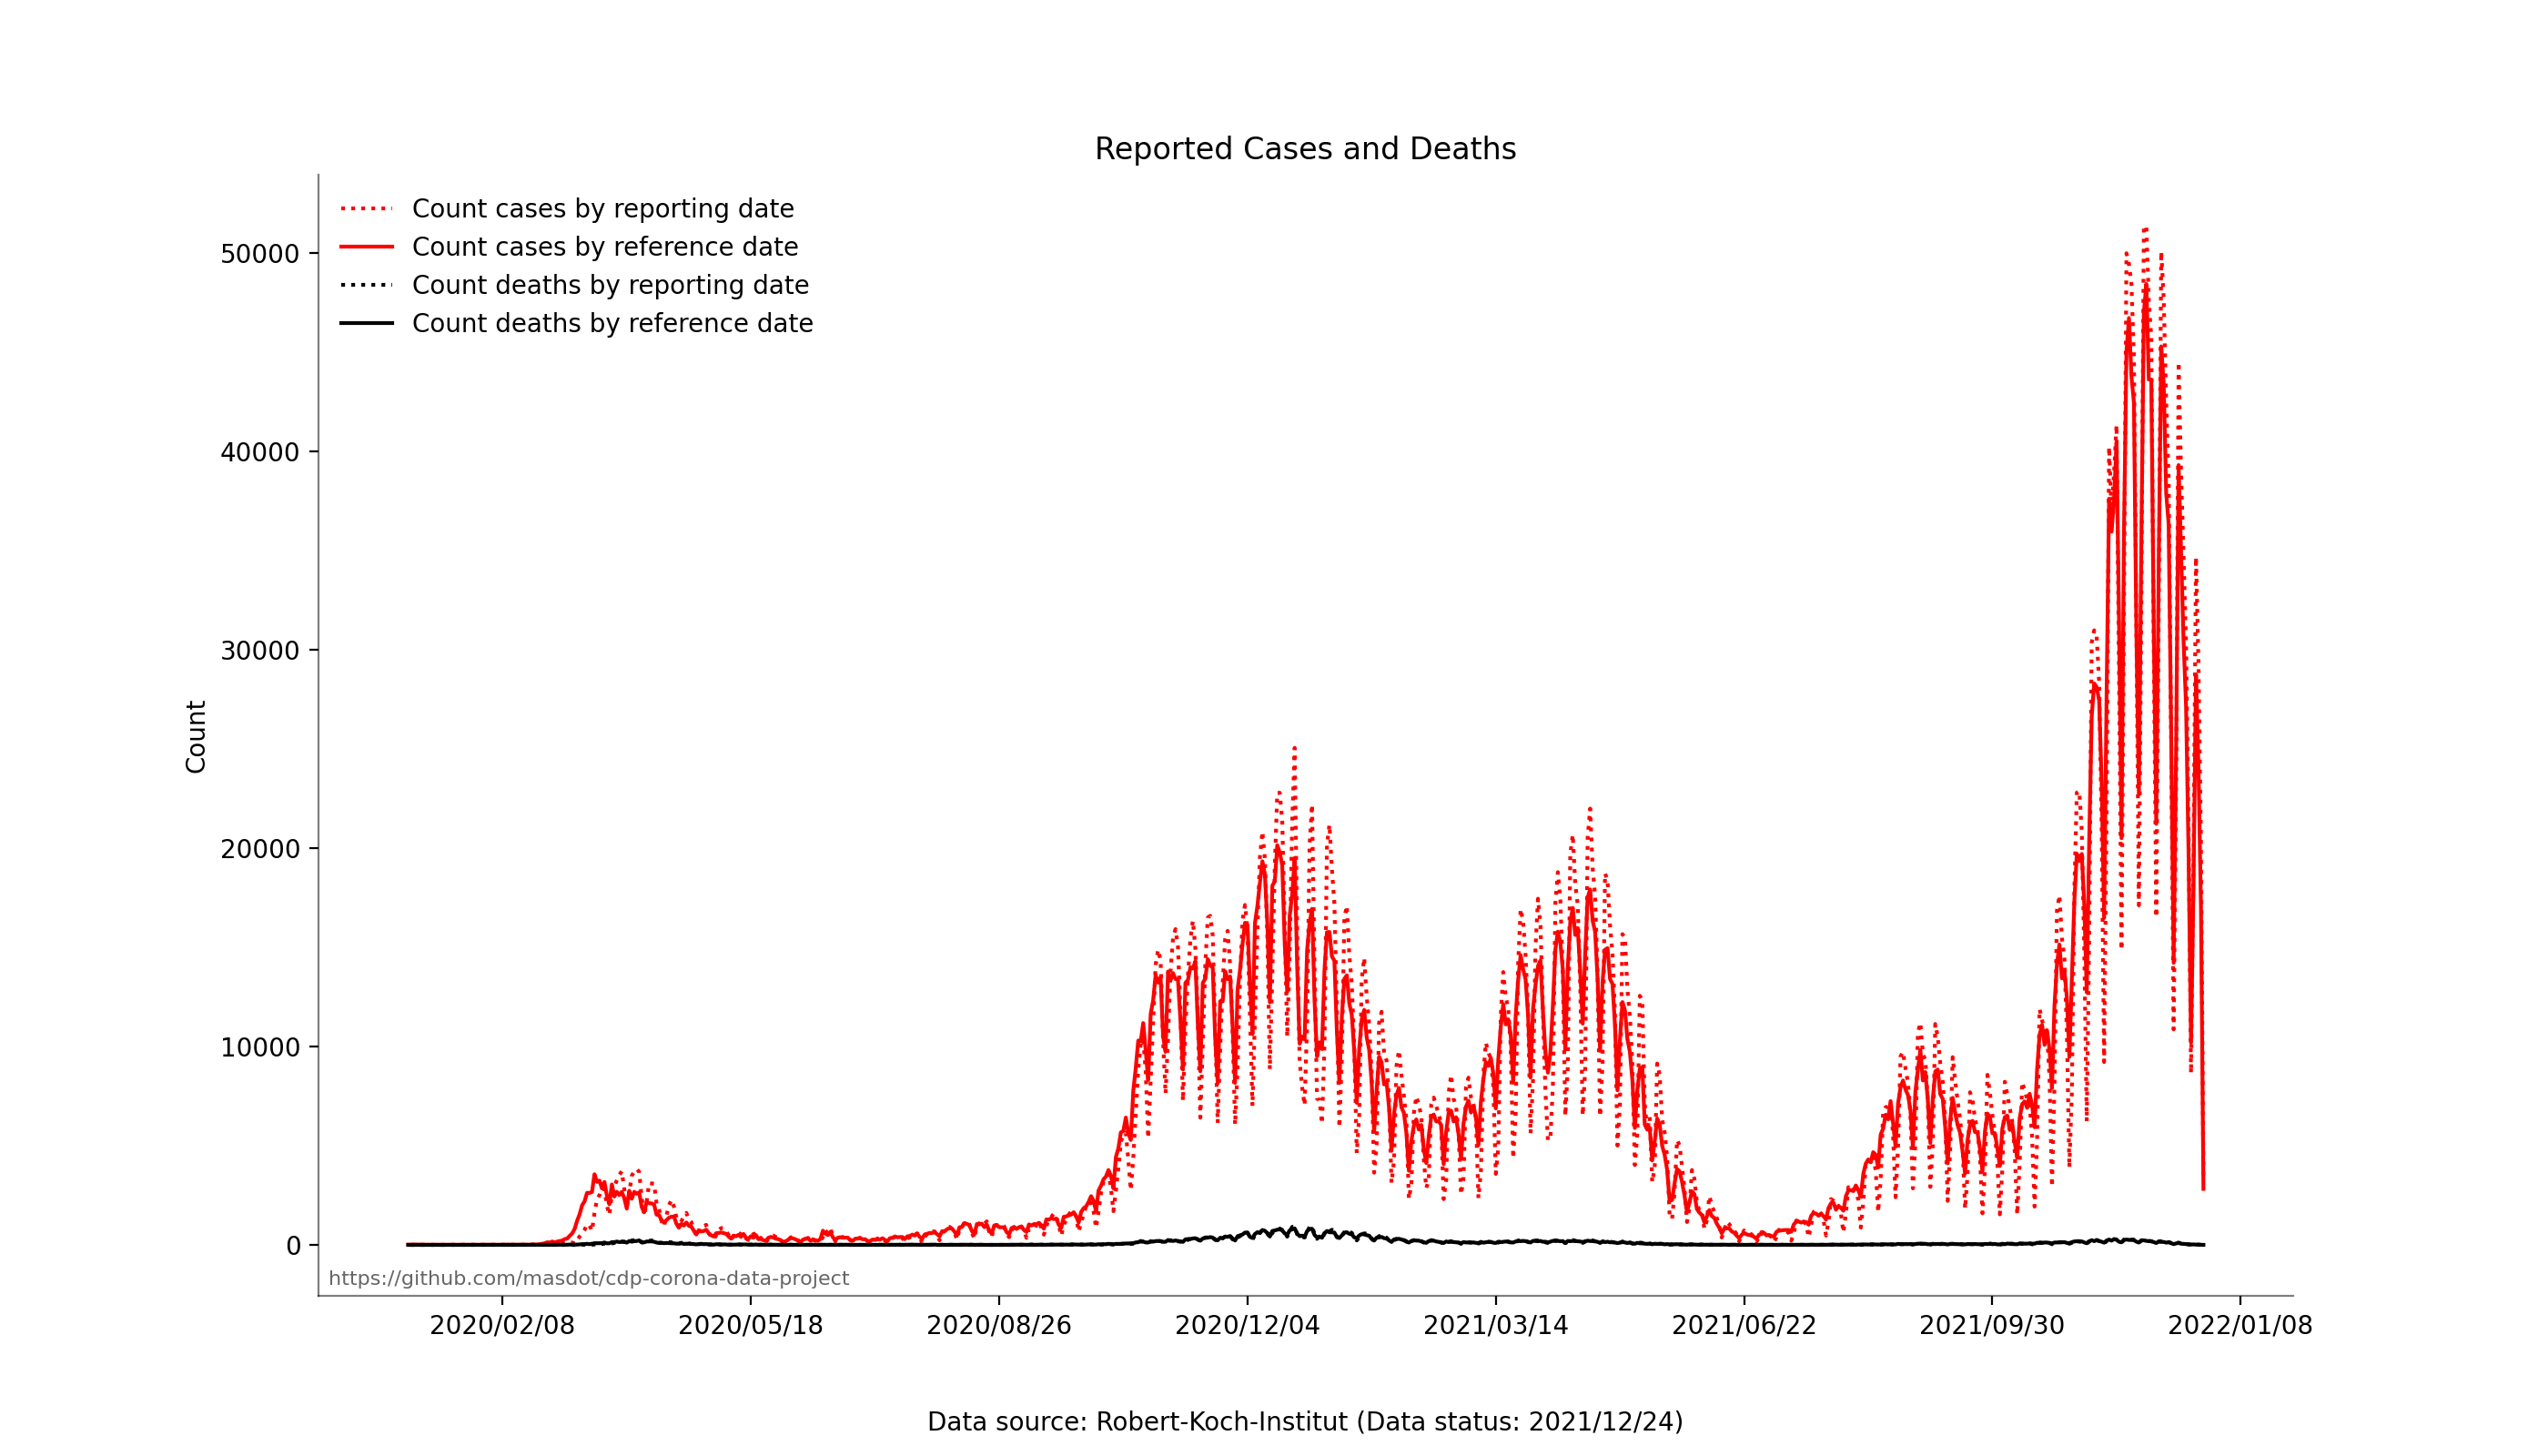 Reported Cases and Deaths
Count cases by reporting date
Count cases by reference date
Count deaths by reporting date
Count deaths by reference date
50000
40000
30000
20000
10000
0
Count
https://github.com/masdot/cdp-corona-data-project
2020/02/08 2020/05/18 2020/08/26 2020/12/04 2021/03/14 2021/06/22 2021/09/30 2022/01/08
Data source: Robert-Koch-Institut (Data status: 2021/12/24)